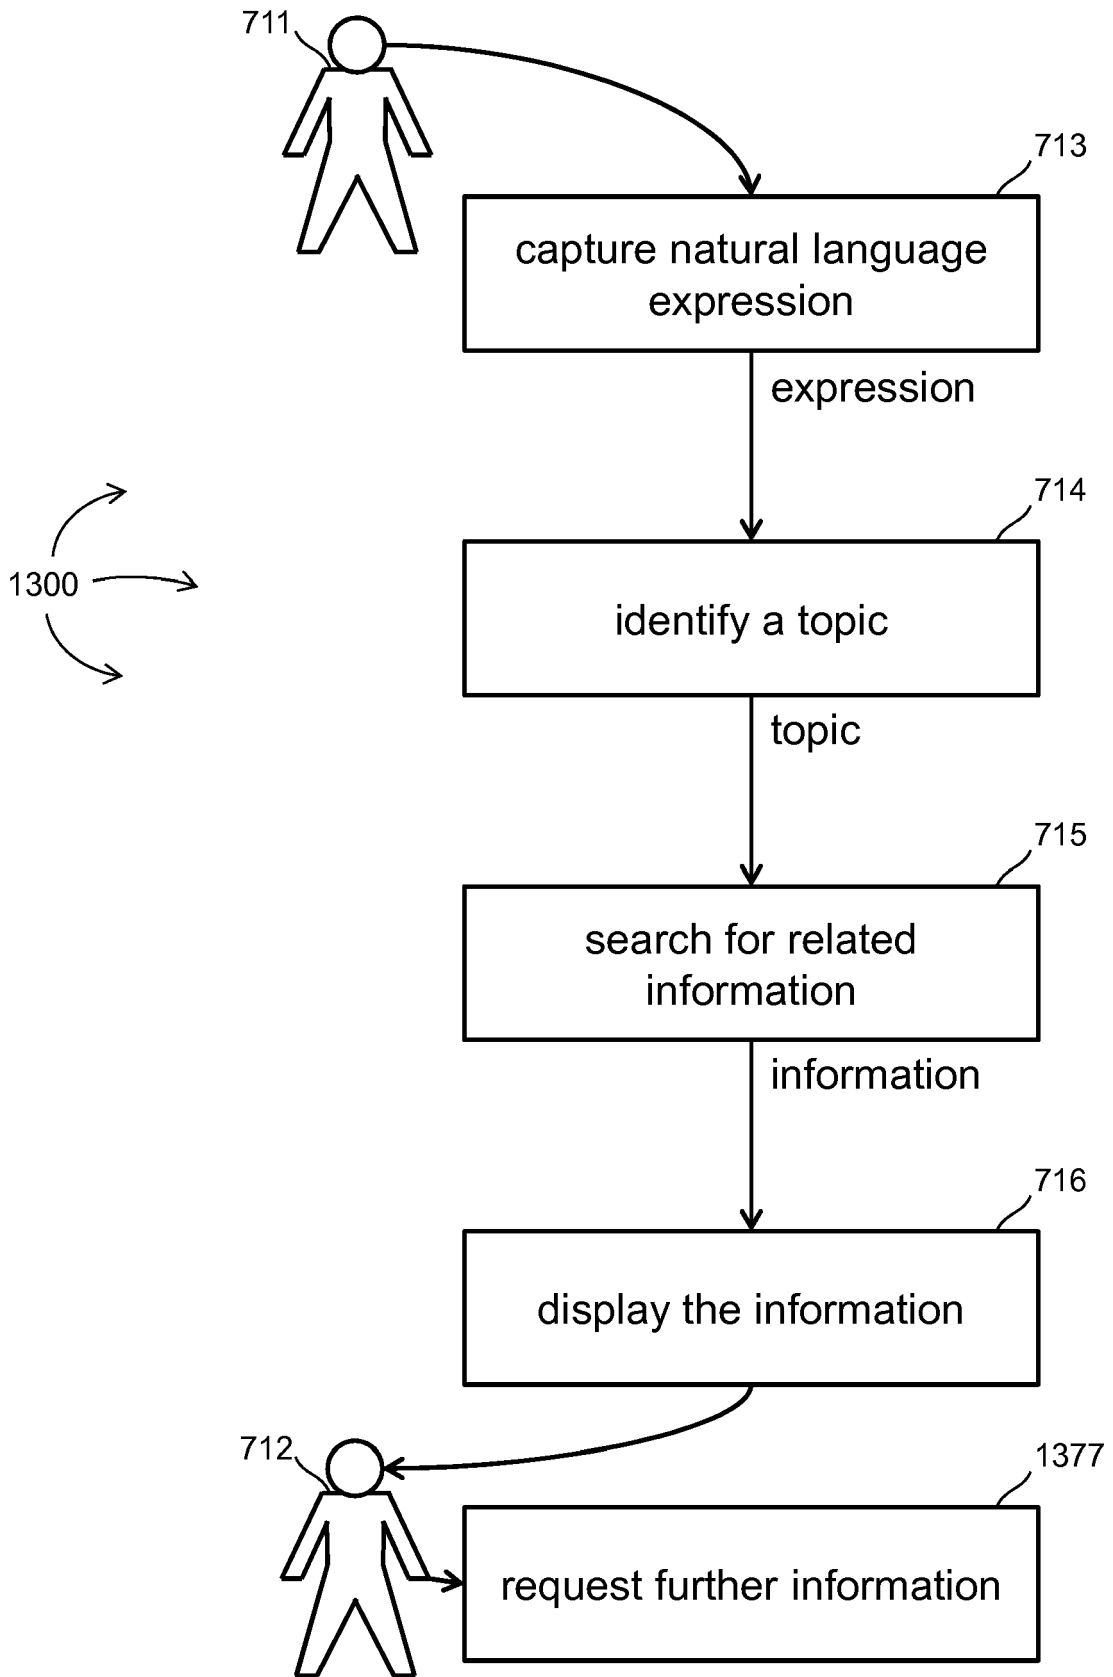 711
713
capture natural language
expression
expression
714
1300
identify a topic
topic
715
search for related
information
information
716
display the information
712
1377
request further information